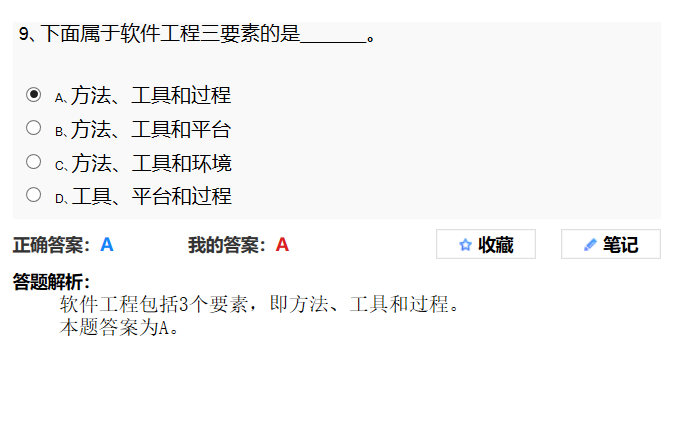 9、下面属于软件工程三要素的是______。
A、方法、工具和过程
B、方法、工具和平台
C、方法、工具和环境
D、工具、平台和过程
正确答案：A 我的答案：A 收藏 笔记
答题解析：
软件工程包括3个要素，即方法、工具和过程。
本题答案为A。